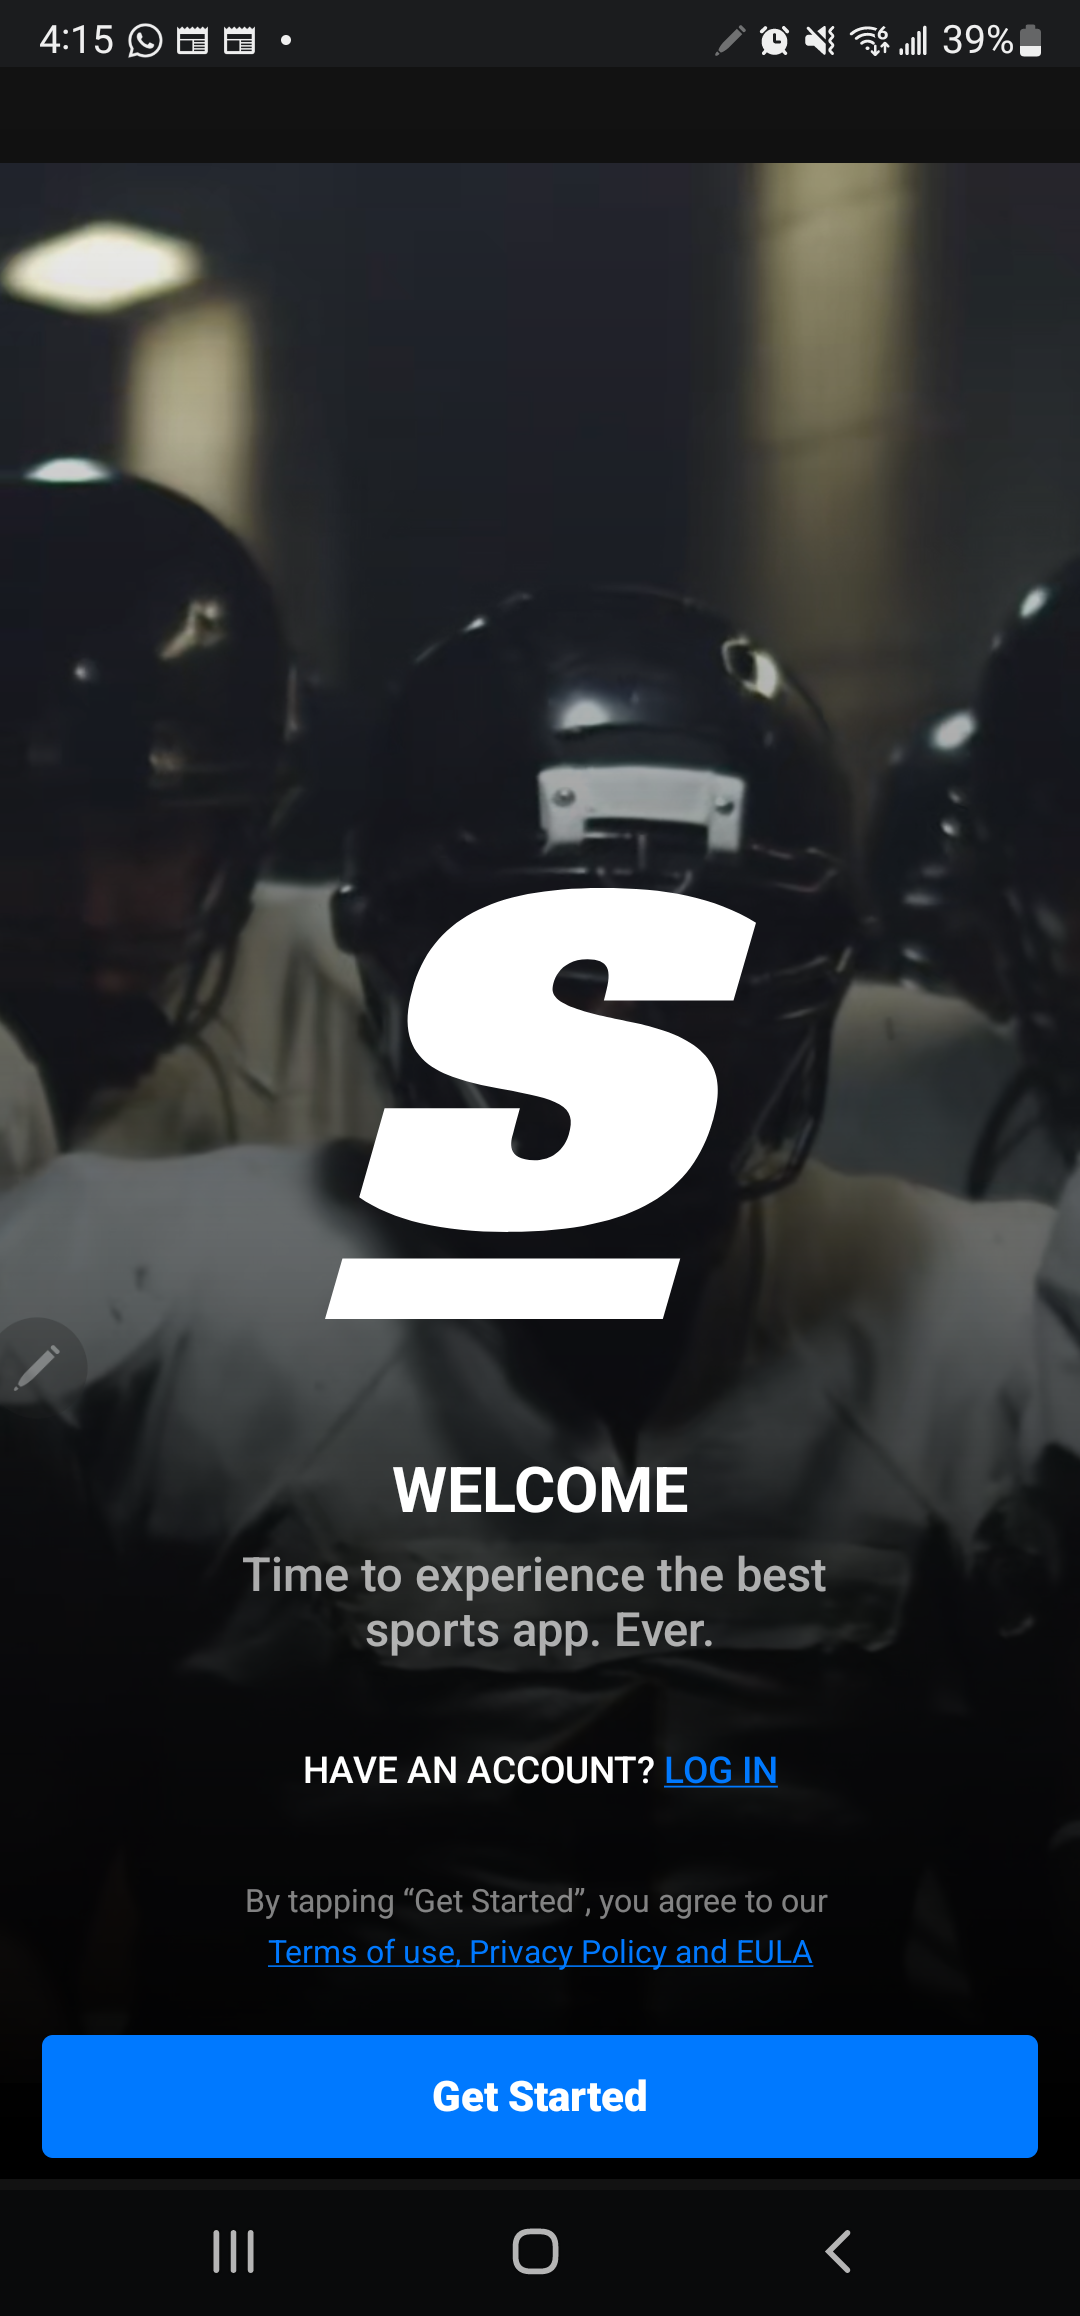 4:15
39%
S
WELCOME
Time to experience the best
sports app. Ever.
HAVE AN ACCOUNT? LOG IN
By tapping “Get Started”, you agree to our
Terms of use, Privacy Policy and EULA
Get Started